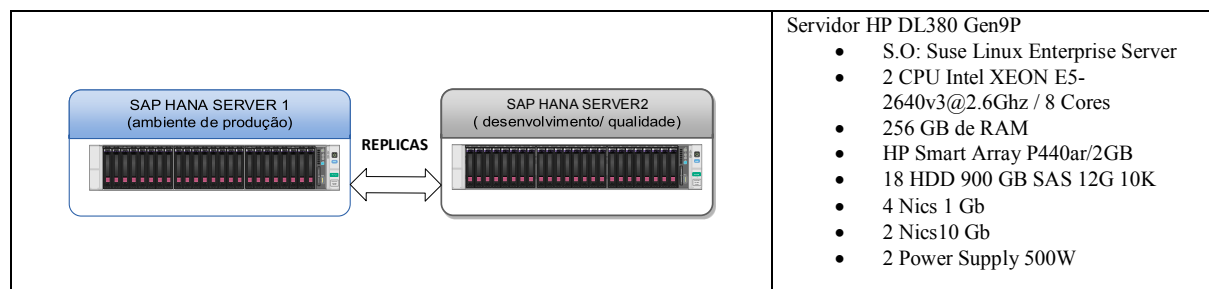 SAP HANA SERVER 1
(ambiente de produção)
REPLICAS
SAP HANA SERVER2
( desenvolvimento/ qualidade)
Servidor HP DL380 Gen9P
• S.O: Suse Linux Enterprise Server
• 2 CPU Intel XEON E5-
2640v3@2.6Ghz / 8 Cores
• 256 GB de RAM
• HP Smart Array P440ar/2GB
• 18 HDD 900 GB SAS 12G 10K
• 4 Nics 1 Gb
• 2 Nics10 Gb
• 2 Power Supply 500W